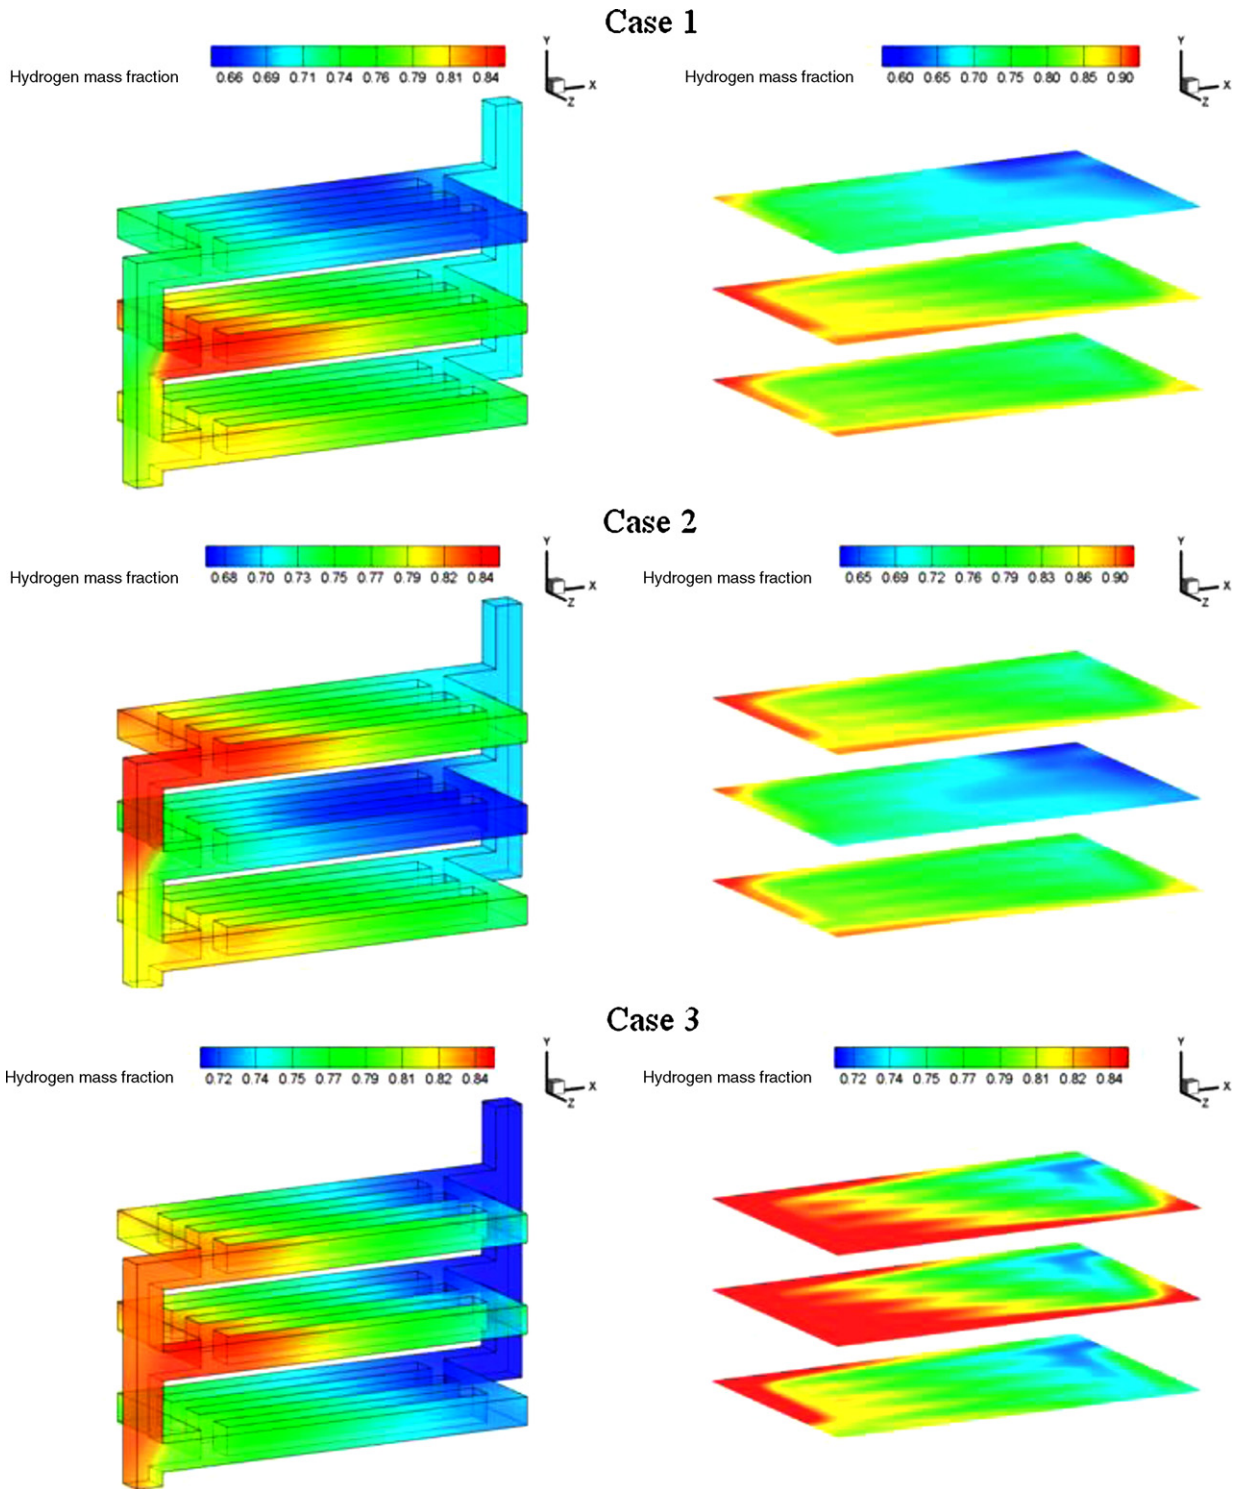 Case 1
Hydrogen mass fraction 0.66 0.69 0.71 0.74 0.76 0.79 0.81 0.84
Y X Z
Hydrogen mass fraction 0.60 0.65 0.70 0.75 0.80 0.85 0.90
Y X Z
Case 2
Hydrogen mass fraction 0.68 0.70 0.73 0.75 0.77 0.79 0.82 0.84
Y X Z
Hydrogen mass fraction 0.65 0.69 0.72 0.76 0.79 0.83 0.86 0.90
Y X Z
Case 3
Hydrogen mass fraction 0.72 0.74 0.75 0.77 0.79 0.81 0.82 0.84
Y X Z
Hydrogen mass fraction 0.72 0.74 0.75 0.77 0.79 0.81 0.82 0.84
Y X Z